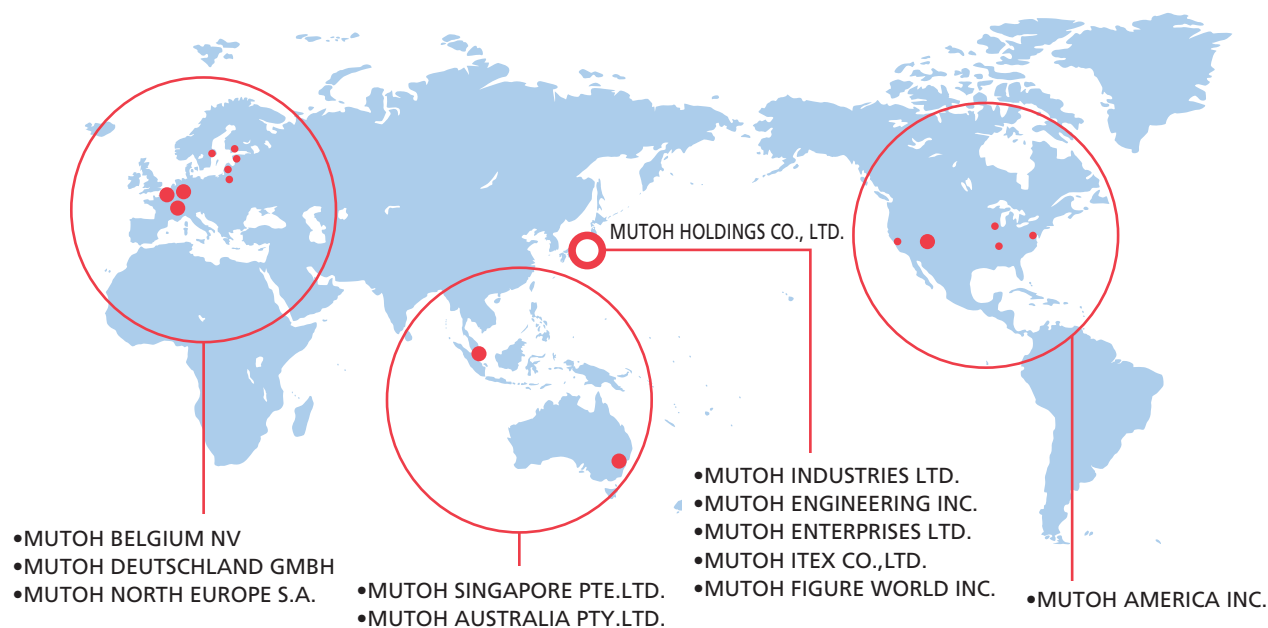 MUTOH HOLDINGS CO., LTD.
•MUTOH BELGIUM NV
•MUTOH DEUTSCHLAND GMBH
•MUTOH NORTH EUROPE S.A.
•MUTOH SINGAPORE PTE.LTD.
•MUTOH AUSTRALIA PTY.LTD.
•MUTOH INDUSTRIES LTD.
•MUTOH ENGINEERING INC.
•MUTOH ENTERPRISES LTD.
•MUTOH ITEX CO.,LTD.
•MUTOH FIGURE WORLD INC.
•MUTOH AMERICA INC.